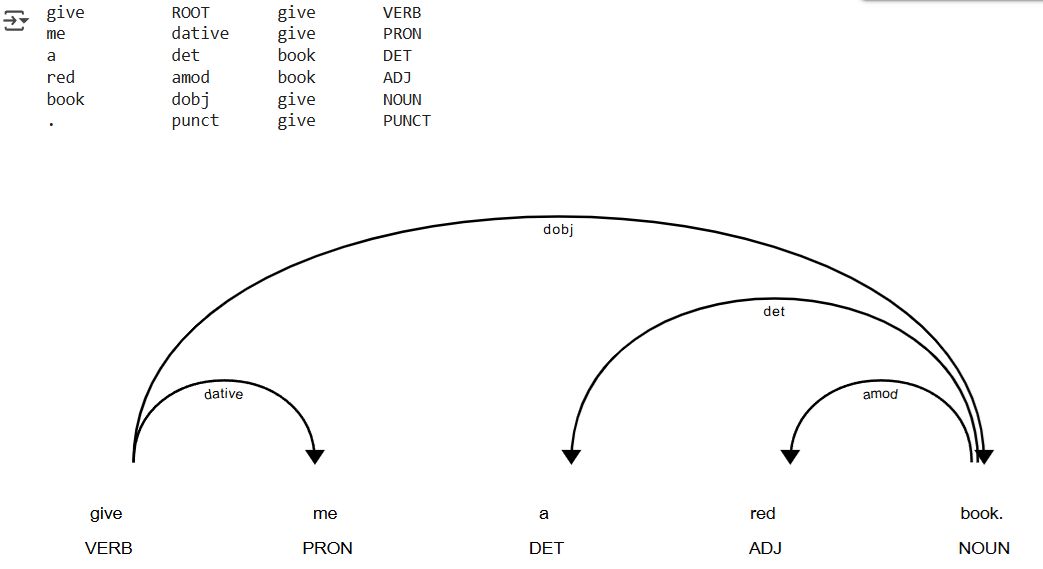 give ROOT give VERB
me dative give PRON
a det book DET
red amod book ADJ
book dobj give NOUN
. punct give PUNCT
dobj
det
dative amod
give me a red book.
VERB PRON DET ADJ NOUN